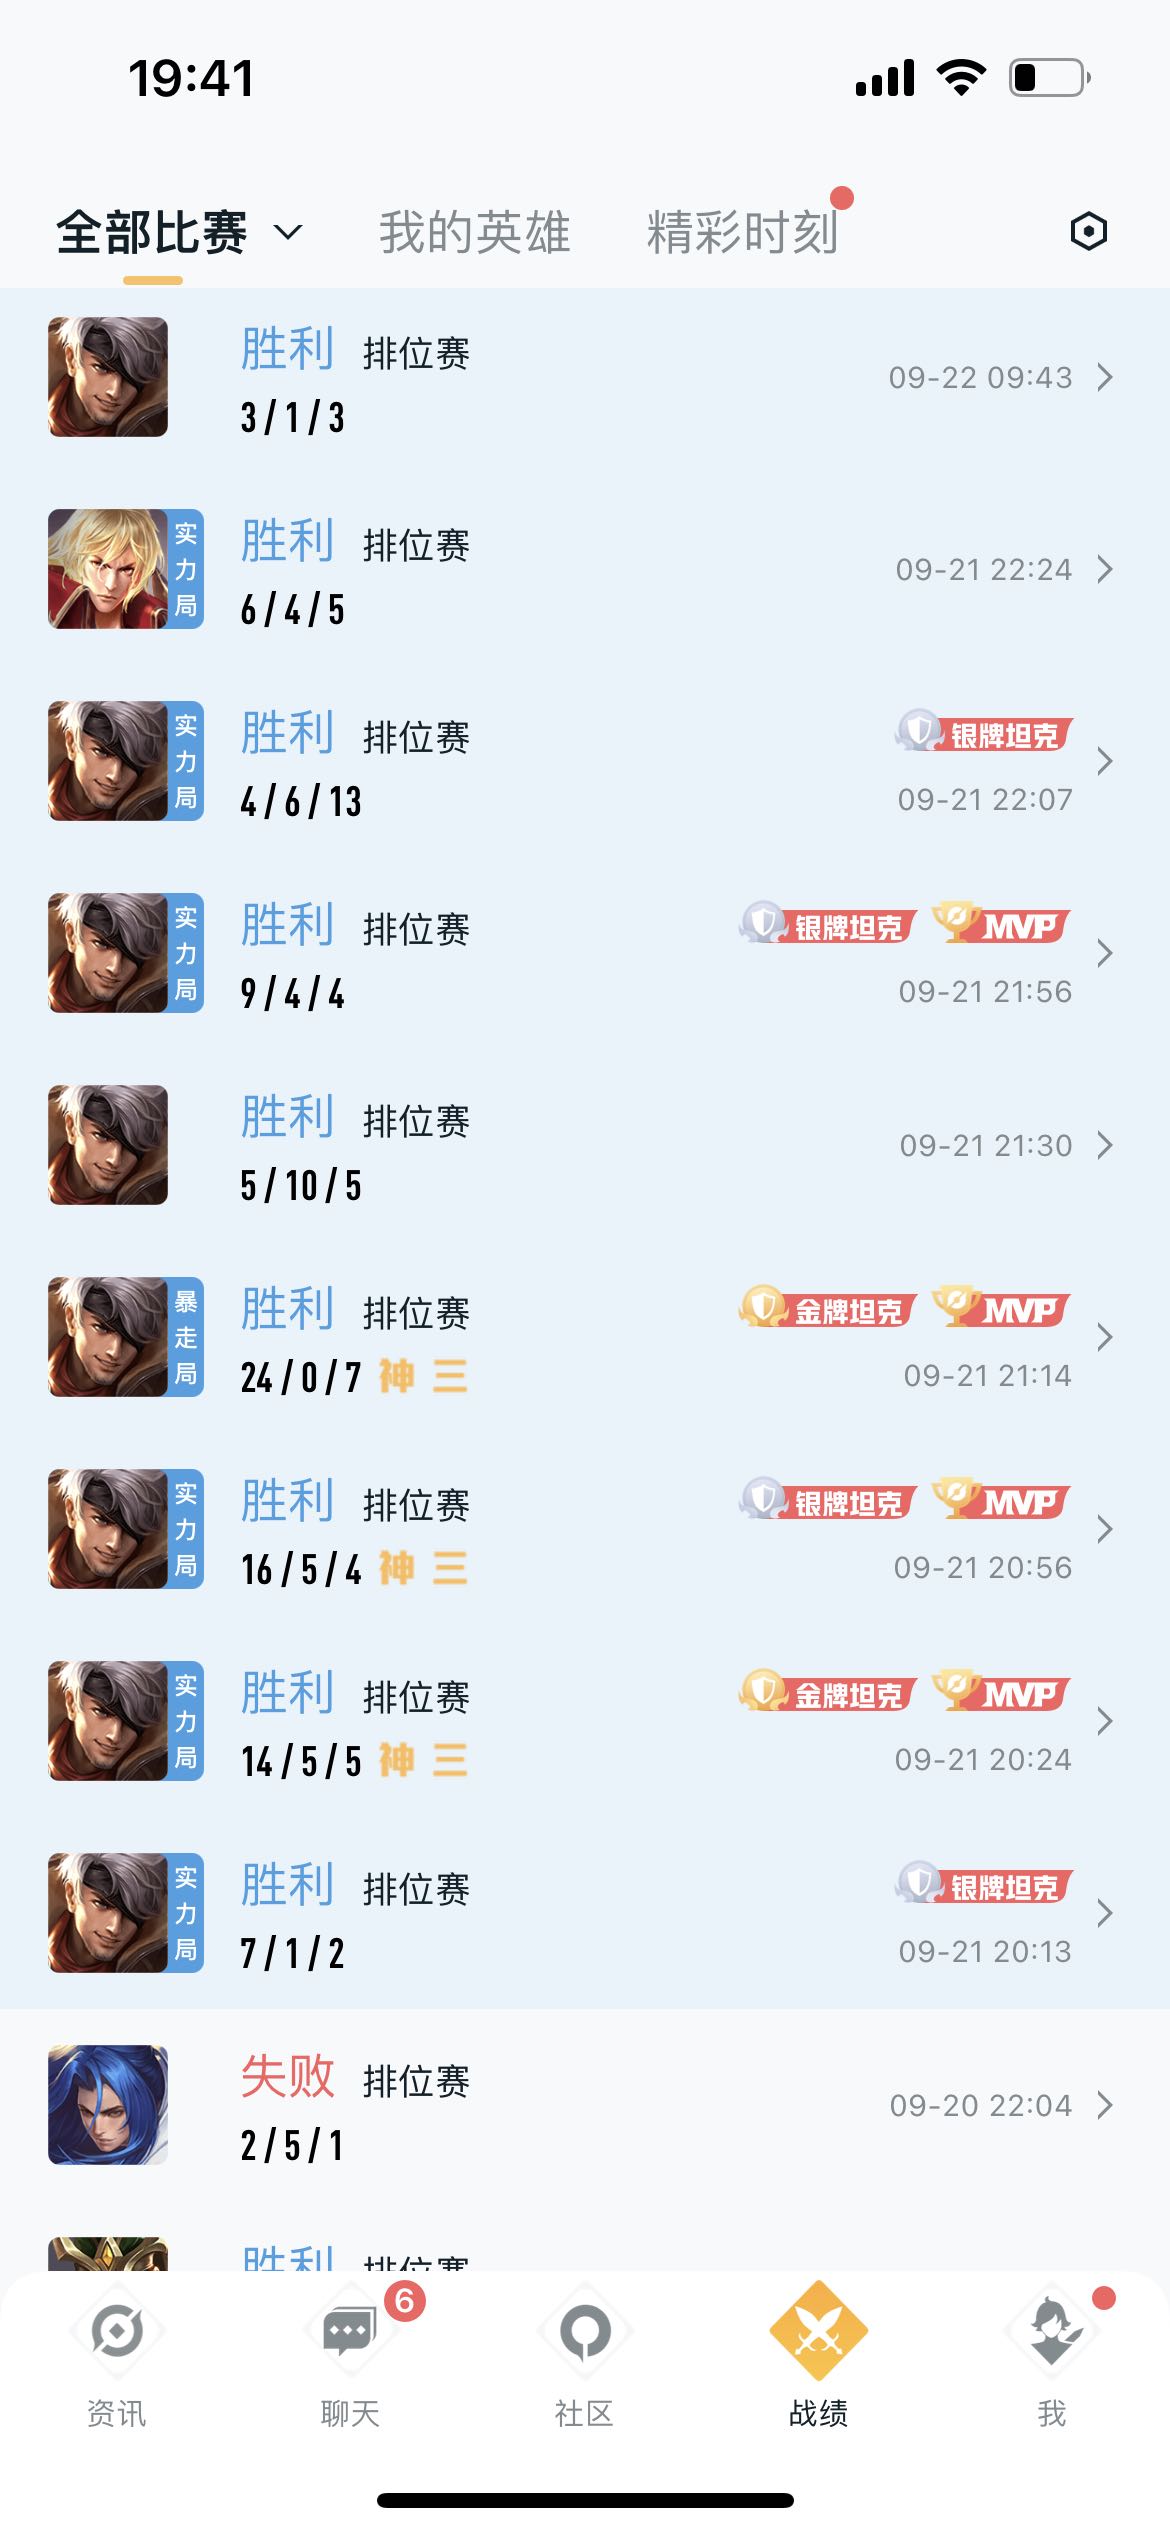 19:41
全部比赛 我的英雄 精彩时刻
胜利 排位赛
3 / 1 / 3
09-22 09:43
实力局
胜利 排位赛
6 / 4 / 5
09-21 22:24
实力局
胜利 排位赛
银牌坦克
4 / 6 / 13
09-21 22:07
实力局
胜利 排位赛
银牌坦克 MVP
9 / 4 / 4
09-21 21:56
胜利 排位赛
5 / 10 / 5
09-21 21:30
暴走局
胜利 排位赛
金牌坦克 MVP
24 / 0 / 7 神 三
09-21 21:14
实力局
胜利 排位赛
银牌坦克 MVP
16 / 5 / 4 神 三
09-21 20:56
实力局
胜利 排位赛
金牌坦克 MVP
14 / 5 / 5 神 三
09-21 20:24
实力局
胜利 排位赛
银牌坦克
7 / 1 / 2
09-21 20:13
失败 排位赛
2 / 5 / 1
09-20 22:04
胜利 排位赛
6
资讯 聊天 社区 战绩 我